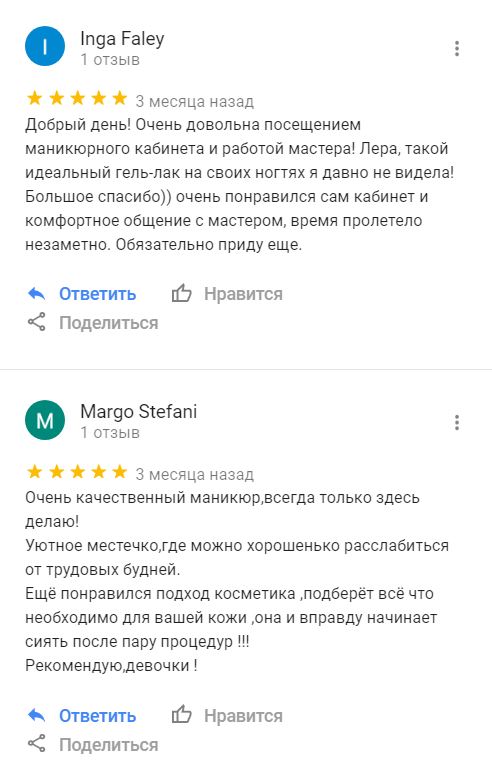 I
Inga Faley
1 отзыв
3 месяца назад
Добрый день! Очень довольна посещением
маникюрного кабинета и работой мастера! Лера, такой
идеальный гель-лак на своих ногтях я давно не видела!
Большое спасибо)) очень понравился сам кабинет и
комфортное общение с мастером, время пролетело
незаметно. Обязательно приду еще.
Ответить Нравится
Поделиться
M
Margo Stefani
1 отзыв
3 месяца назад
Очень качественный маникюр,всегда только здесь
делаю!
Уютное местечко,где можно хорошенько расслабиться
от трудовых будней.
Ещё понравился подход косметика ,подберёт всё что
необходимо для вашей кожи ,она и вправду начинает
сиять после пару процедур !!!
Рекомендую,девочки !
Ответить Нравится
Поделиться